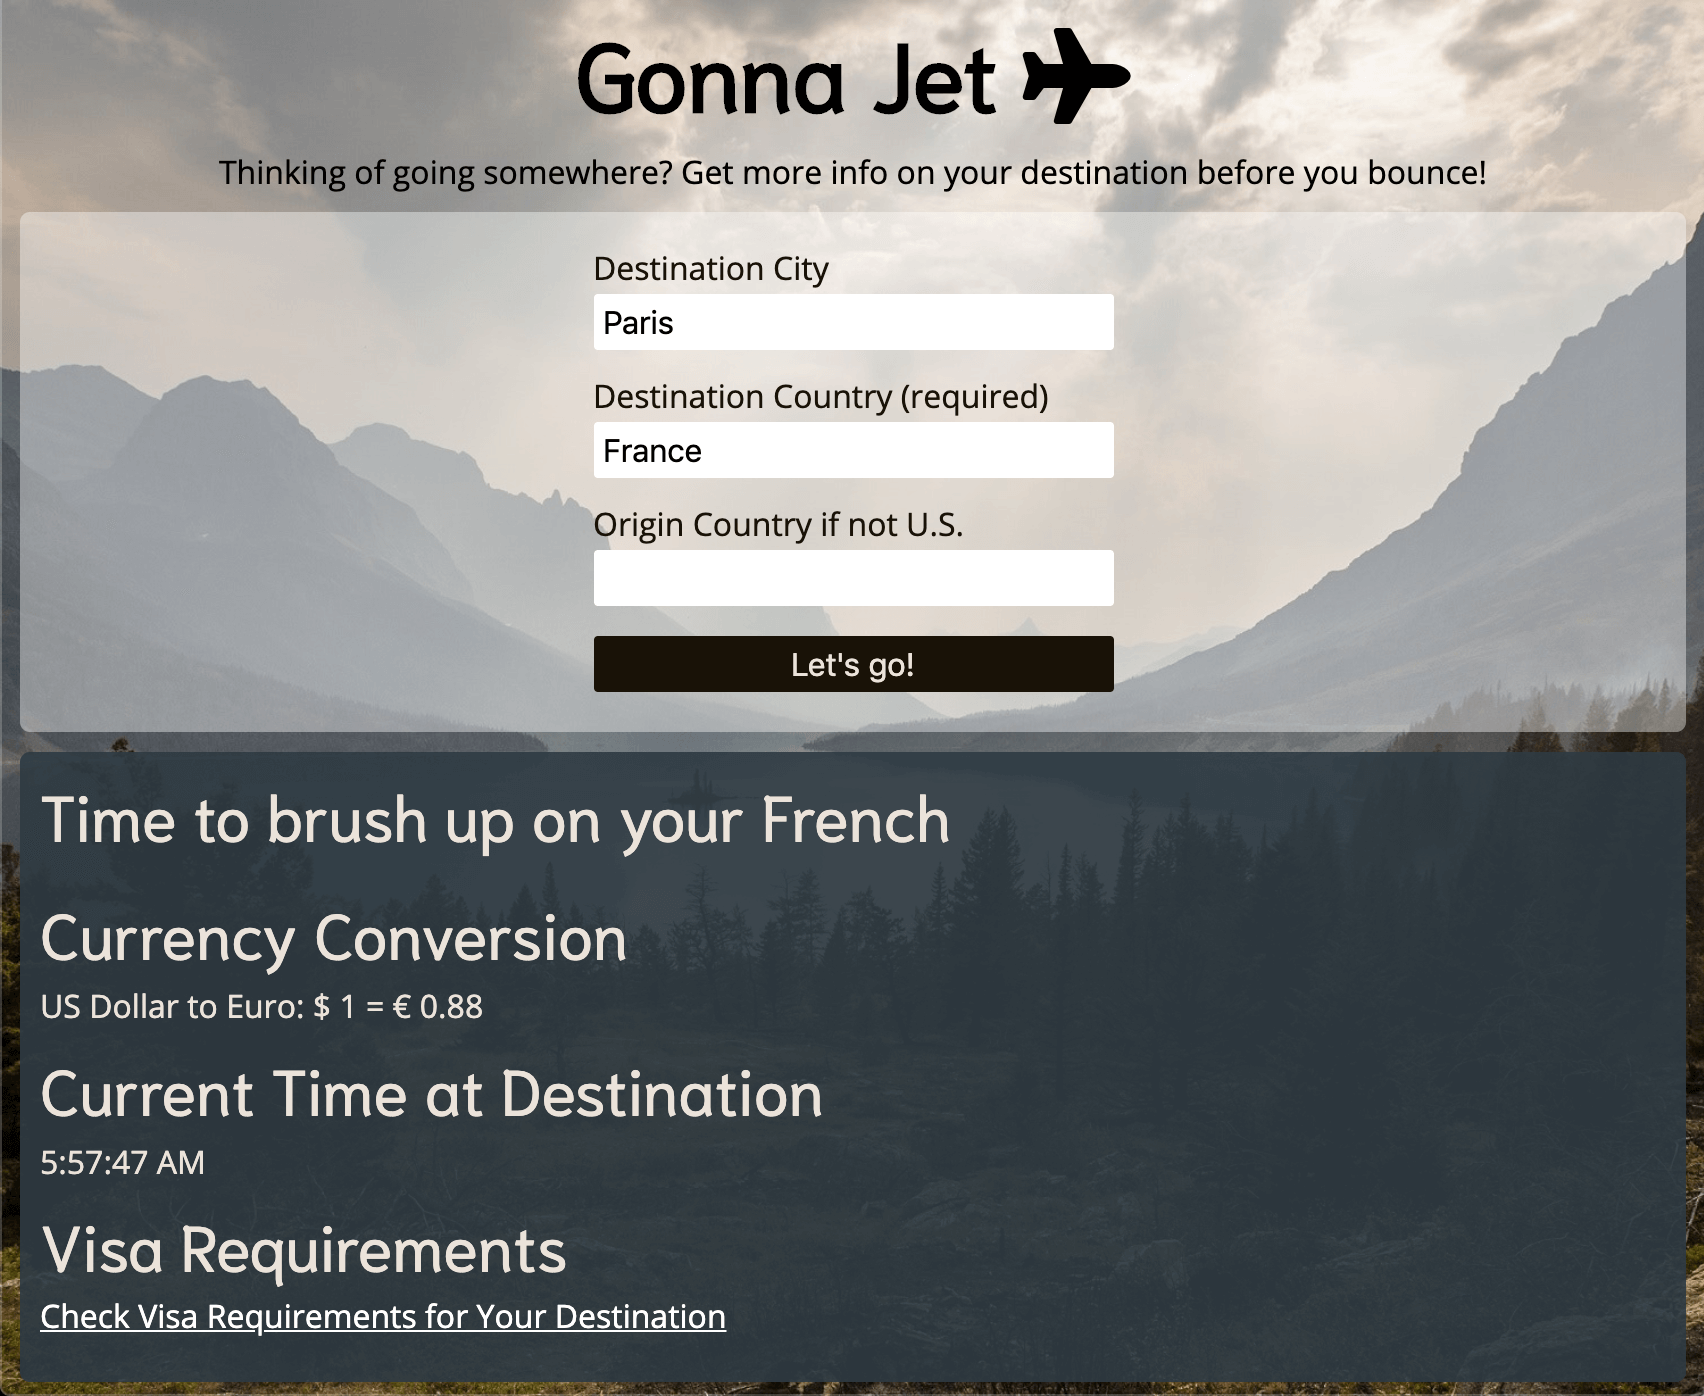 Gonna Jet
Thinking of going somewhere? Get more info on your destination before you bounce!
Destination City
Paris
Destination Country (required)
France
Origin Country if not U.S.
Let's go!
Time to brush up on your French
Currency Conversion
US Dollar to Euro: $ 1 = € 0.88
Current Time at Destination
5:57:47 AM
Visa Requirements
Check Visa Requirements for Your Destination